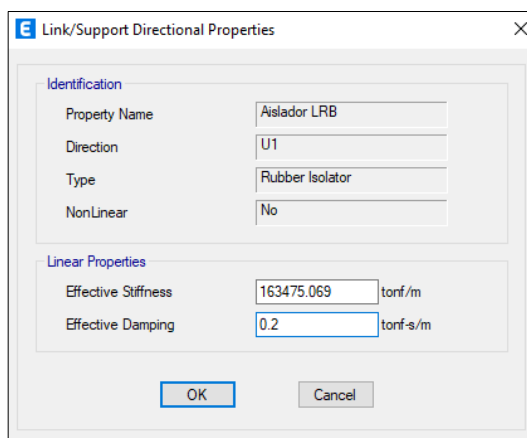 E Link/Support Directional Properties
Identification
Property Name Aislador LRB
Direction U1
Type Rubber Isolator
NonLinear No
Linear Properties
Effective Stiffness 163475.069 tonf/m
Effective Damping 0.2 tonf-s/m
OK Cancel